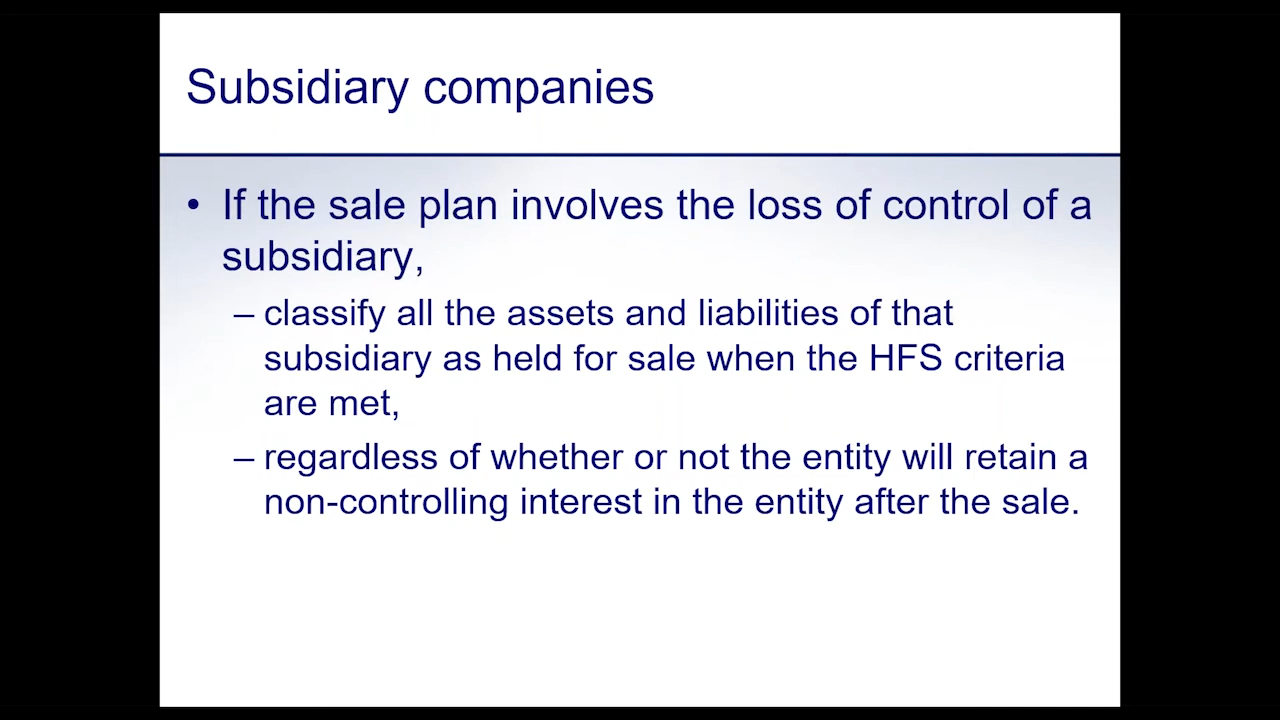 Subsidiary companies
• If the sale plan involves the loss of control of a
subsidiary,
– classify all the assets and liabilities of that
subsidiary as held for sale when the HFS criteria
are met,
– regardless of whether or not the entity will retain a
non-controlling interest in the entity after the sale.